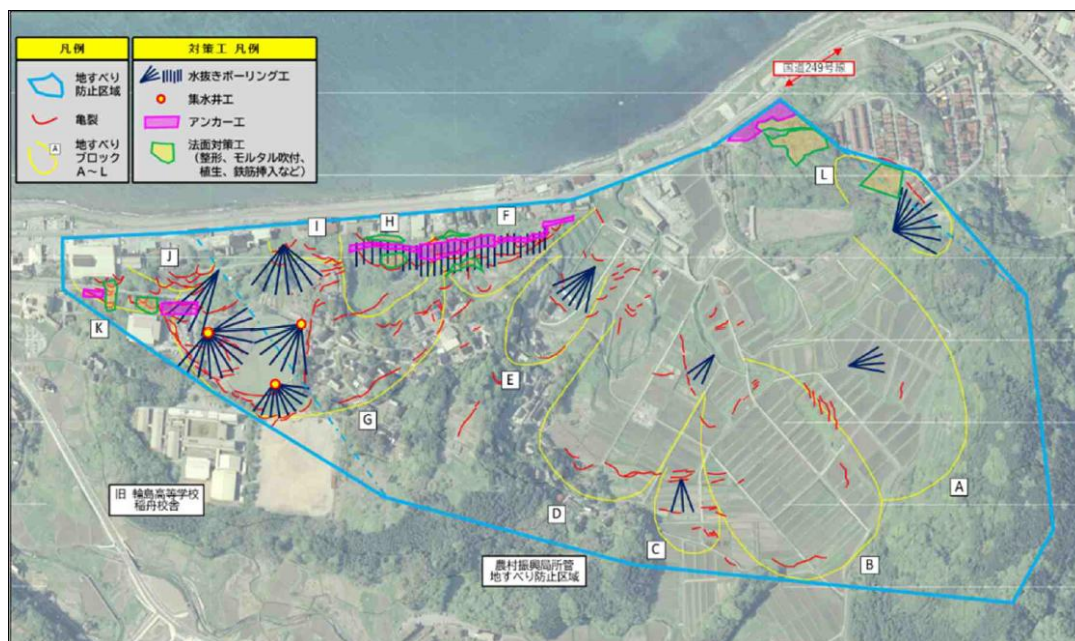 凡例
地すべり
防止区域
亀裂
A
地すべり
ブロック
A～L
対策工 凡例
水抜きボーリング工
集水井工
アンカー工
法面対策工
(整形、モルタル吹付、
植生、鉄筋挿入など)
国道249号線
L
F
H
I
J
K
E
G
A
旧 輪島高等学校
稲舟校舎
D
C
B
農村振興局所管
地すべり防止区域